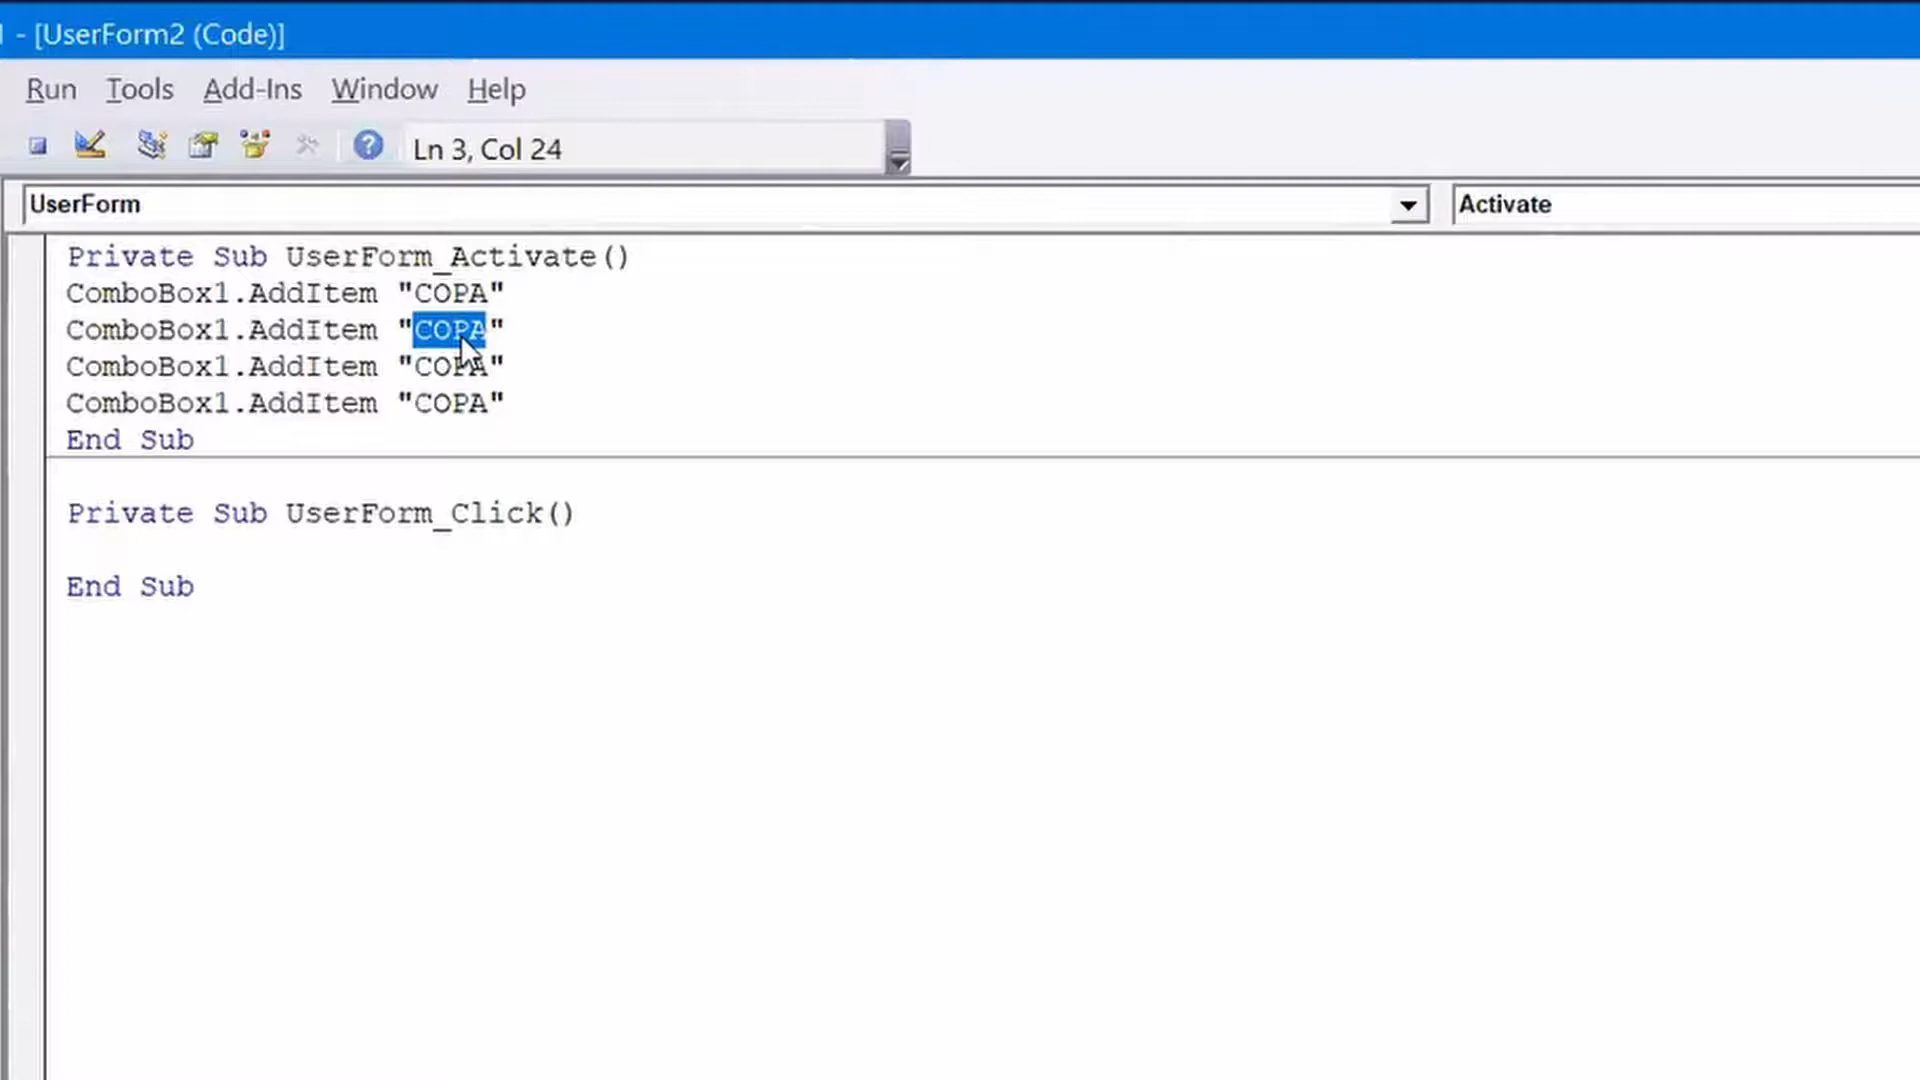 - [UserForm2 (Code)]
Run Tools Add-Ins Window Help
Ln 3, Col 24
UserForm Activate
Private Sub UserForm_Activate()
ComboBox1.AddItem "COPA"
ComboBox1.AddItem "COPA"
ComboBox1.AddItem "COPA"
ComboBox1.AddItem "COPA"
End Sub
Private Sub UserForm_Click()
End Sub